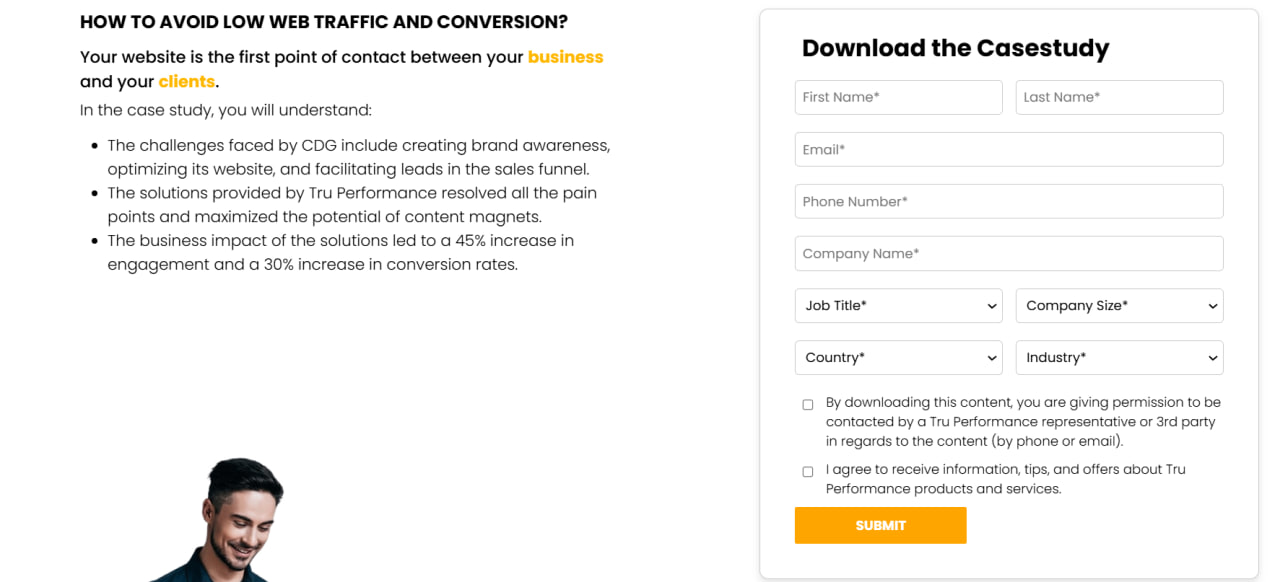 HOW TO AVOID LOW WEB TRAFFIC AND CONVERSION?
Your website is the first point of contact between your business
and your clients.
In the case study, you will understand:
The challenges faced by CDG include creating brand awareness,
optimizing its website, and facilitating leads in the sales funnel.
The solutions provided by Tru Performance resolved all the pain
points and maximized the potential of content magnets.
The business impact of the solutions led to a 45% increase in
engagement and a 30% increase in conversion rates.
Download the Casestudy
First Name*
Last Name*
Email*
Phone Number*
Company Name*
Job Title*
Company Size*
Country*
Industry*
By downloading this content, you are giving permission to be
contacted by a Tru Performance representative or 3rd party
in regards to the content (by phone or email).
I agree to receive information, tips, and offers about Tru
Performance products and services.
SUBMIT